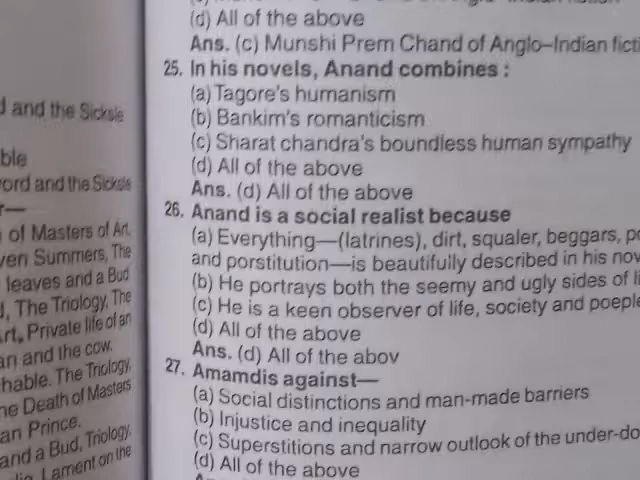 d and the Sicksle
ble
ord and the Sicksle
r—
of Masters of Art,
ven Summers, The
leaves and a Bud
d, The Triology, The
Art, Private life of an
an and the cow.
hable. The Triology,
he Death of Masters
an Prince.
and a Bud, Triology,
Lament on the
(d) All of the above
Ans. (c) Munshi Prem Chand of Anglo–Indian ficti
25. In his novels, Anand combines :
(a) Tagore's humanism
(b) Bankim's romanticism
(c) Sharat chandra's boundless human sympathy
(d) All of the above
Ans. (d) All of the above
26. Anand is a social realist because
(a) Everything—(latrines), dirt, squaler, beggars, po
and porstitution—is beautifully described in his nov
(b) He portrays both the seemy and ugly sides of li
(c) He is a keen observer of life, society and poeple
(d) All of the above
Ans. (d) All of the abov
27. Amamdis against—
(a) Social distinctions and man-made barriers
(b) Injustice and inequality
(c) Superstitions and narrow outlook of the under-do
(d) All of the above